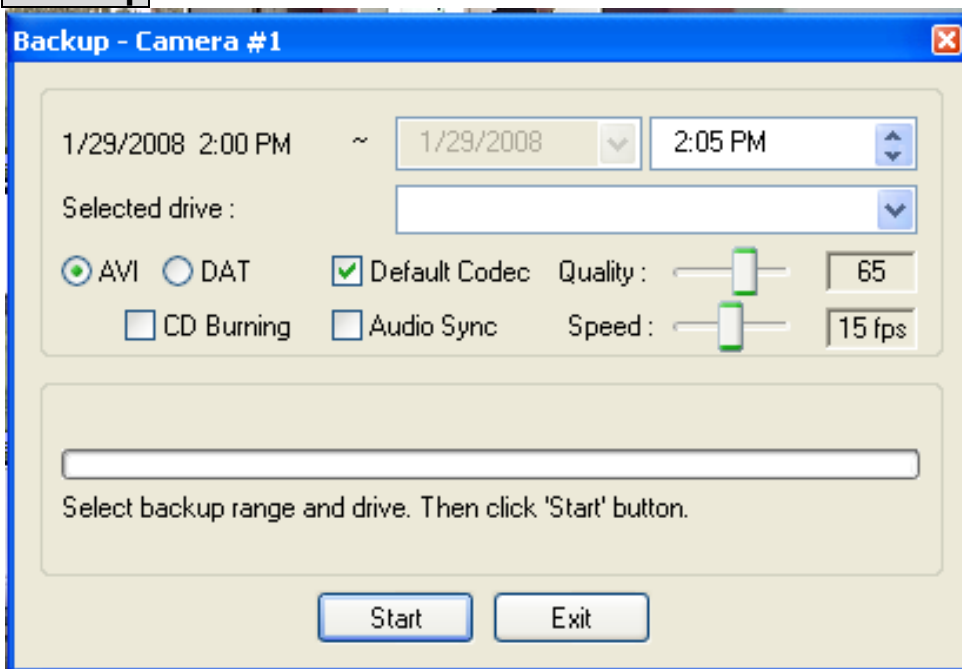 Backup - Camera #1
1/29/2008 2:00 PM ~ 1/29/2008 2:05 PM
Selected drive :
AVI DAT Default Codec Quality : 65
CD Burning Audio Sync Speed : 15 fps
Select backup range and drive. Then click 'Start' button.
Start Exit